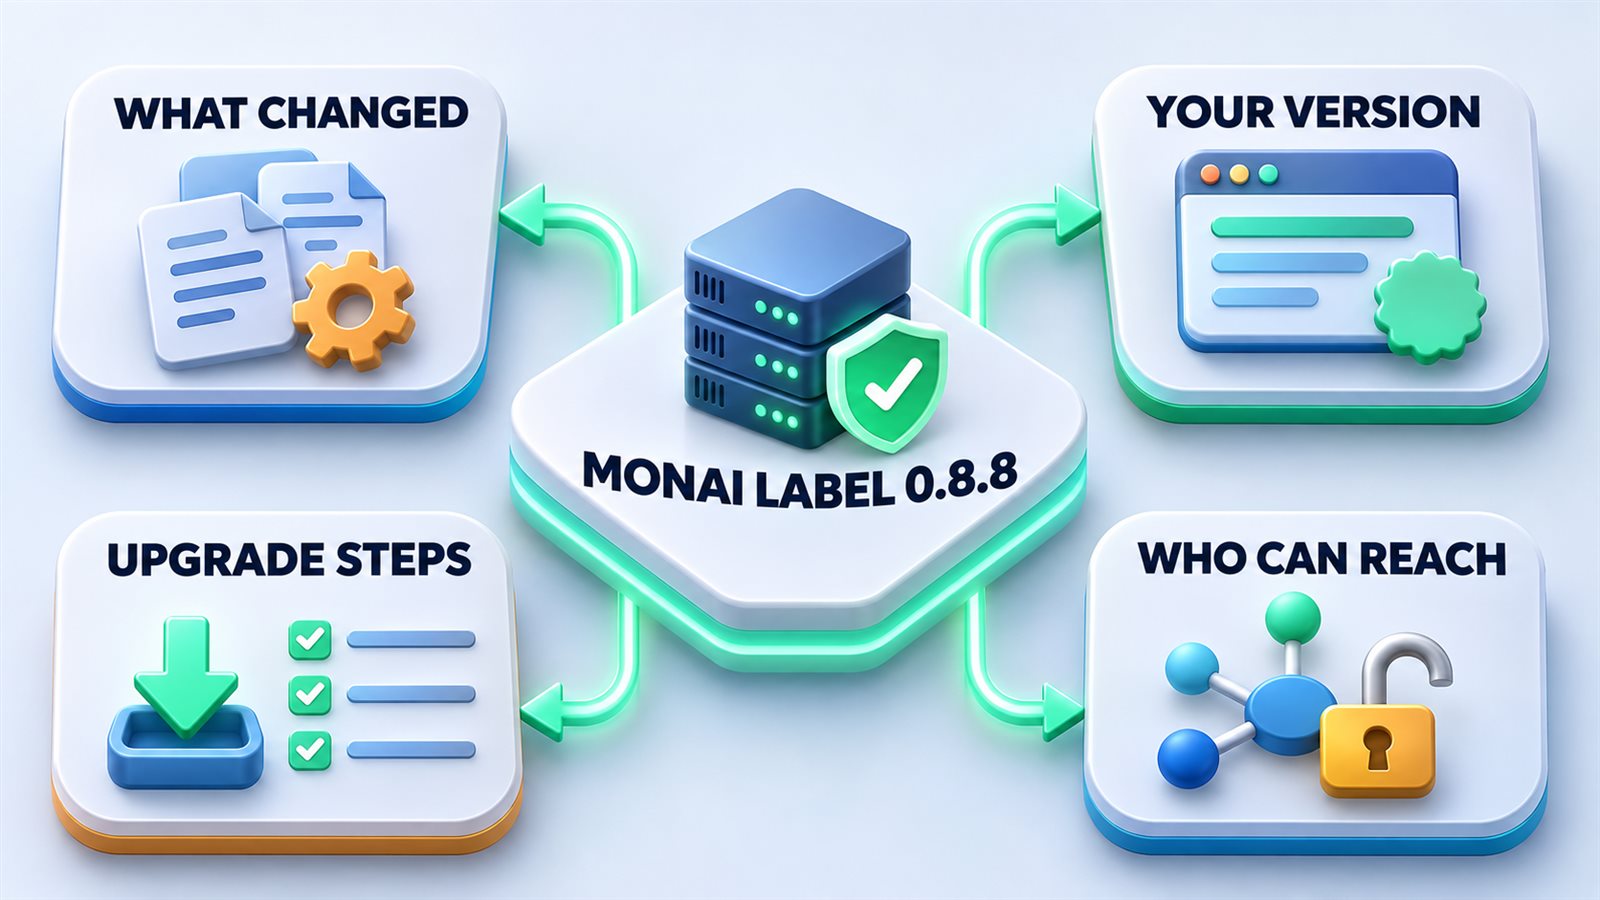 WHAT CHANGED
YOUR VERSION
MONAI LABEL 0.8.8
UPGRADE STEPS
WHO CAN REACH